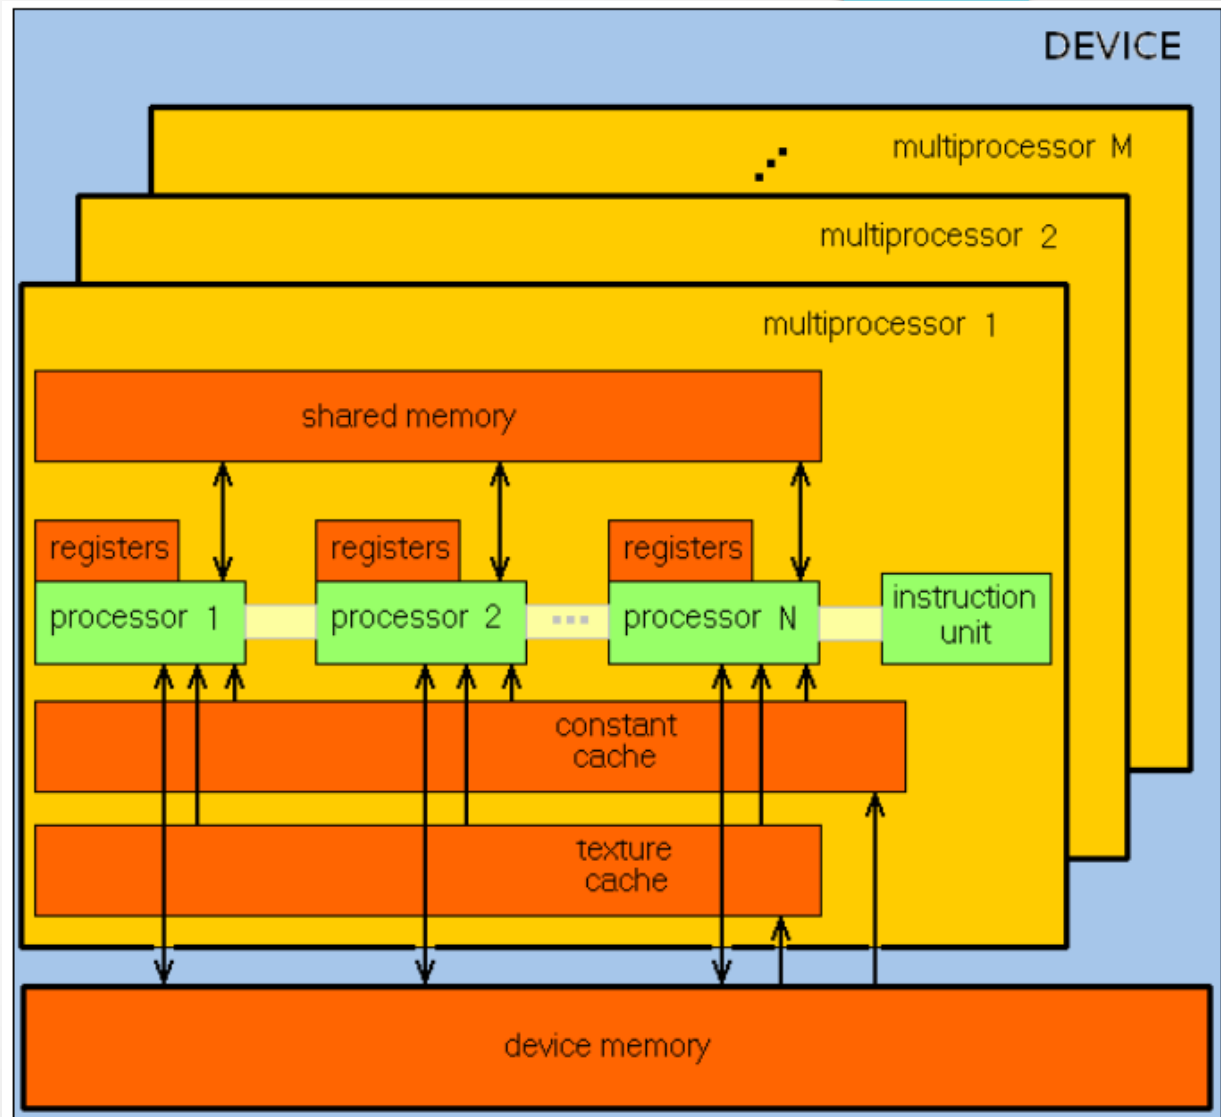 DEVICE
multiprocessor M
multiprocessor 2
multiprocessor 1
shared memory
registers
registers
registers
processor 1
processor 2
...
processor N
instruction
unit
constant
cache
texture
cache
device memory